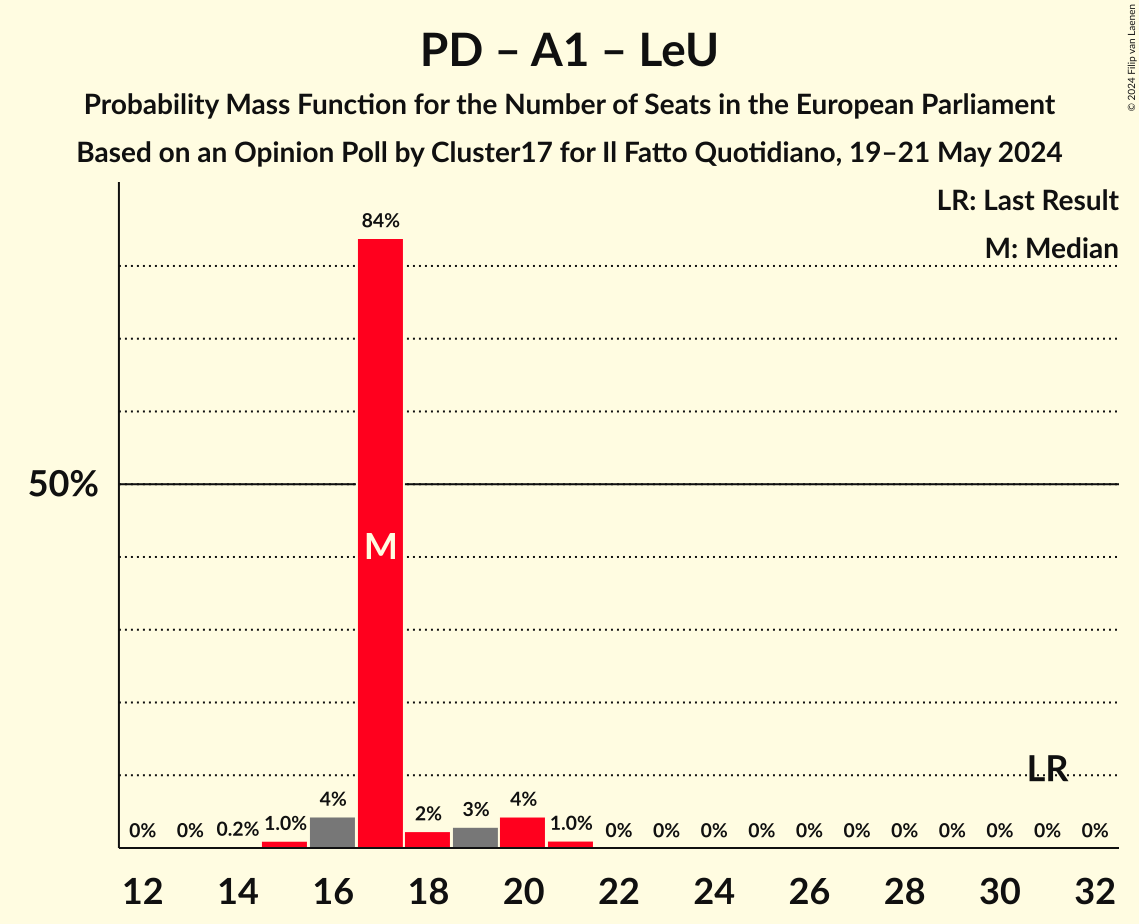 PD – A1 – LeU
Probability Mass Function for the Number of Seats in the European Parliament
Based on an Opinion Poll by Cluster17 for Il Fatto Quotidiano, 19–21 May 2024
© 2024 Filip van Laenen
LR: Last Result
M: Median
84%
50%
M
LR
0% 0% 0.2% 1.0% 4% 2% 3% 4% 1.0% 0% 0% 0% 0% 0% 0% 0% 0% 0% 0% 0%
12 14 16 18 20 22 24 26 28 30 32